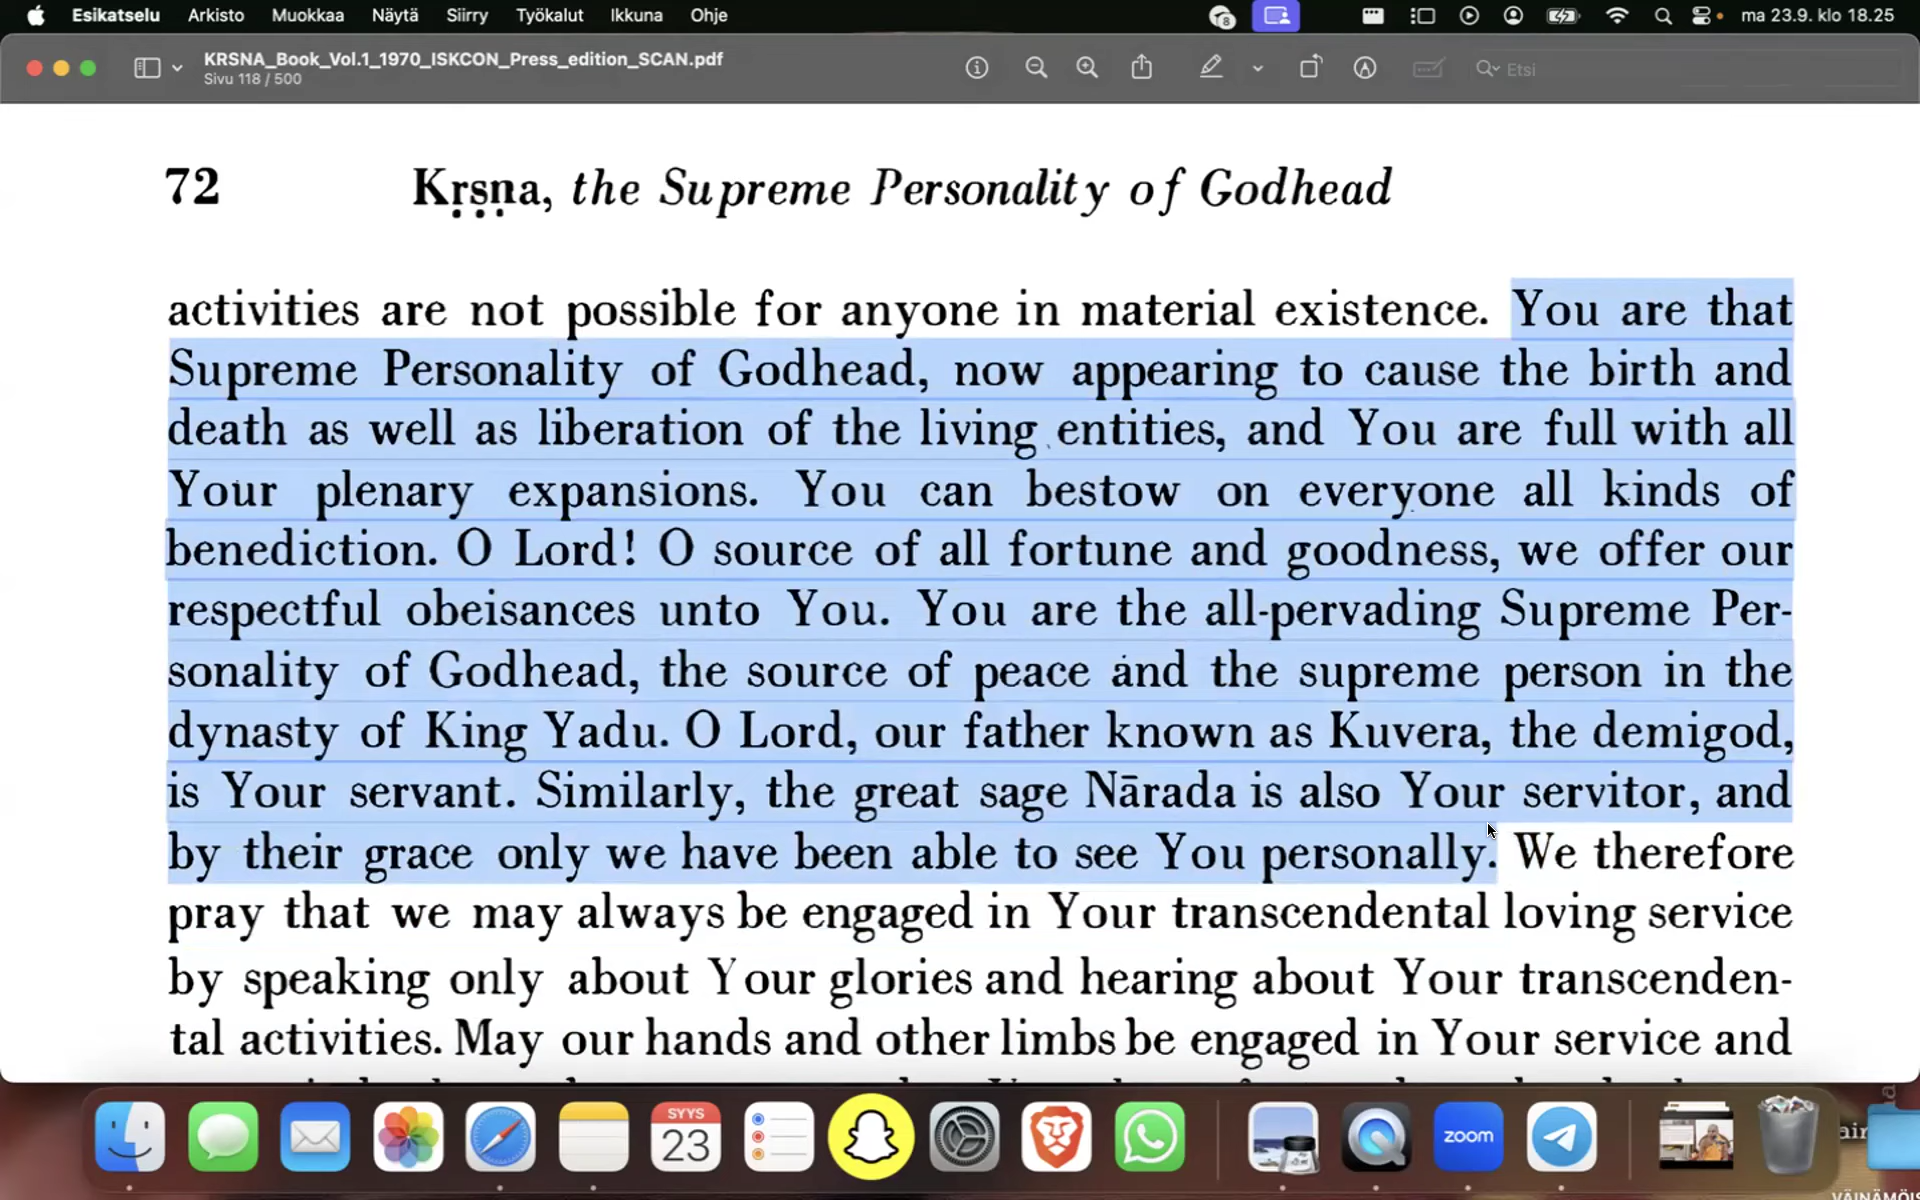 Esikatselu Arkisto Muokkaa Näytä Siirry Työkalut Ikkuna Ohje 8 ma 23.9. klo 18.25
KRSNA_Book_Vol.1_1970_ISKCON_Press_edition_SCAN.pdf
Sivu 118 / 500
Etsi
72 Kṛṣṇa, the Supreme Personality of Godhead
activities are not possible for anyone in material existence. You are that
Supreme Personality of Godhead, now appearing to cause the birth and
death as well as liberation of the living entities, and You are full with all
Your plenary expansions. You can bestow on everyone all kinds of
benediction. O Lord! O source of all fortune and goodness, we offer our
respectful obeisances unto You. You are the all-pervading Supreme Per-
sonality of Godhead, the source of peace and the supreme person in the
dynasty of King Yadu. O Lord, our father known as Kuvera, the demigod,
is Your servant. Similarly, the great sage Nārada is also Your servitor, and
by their grace only we have been able to see You personally. We therefore
pray that we may always be engaged in Your transcendental loving service
by speaking only about Your glories and hearing about Your transcenden-
tal activities. May our hands and other limbs be engaged in Your service and
SYYS
23
zoom